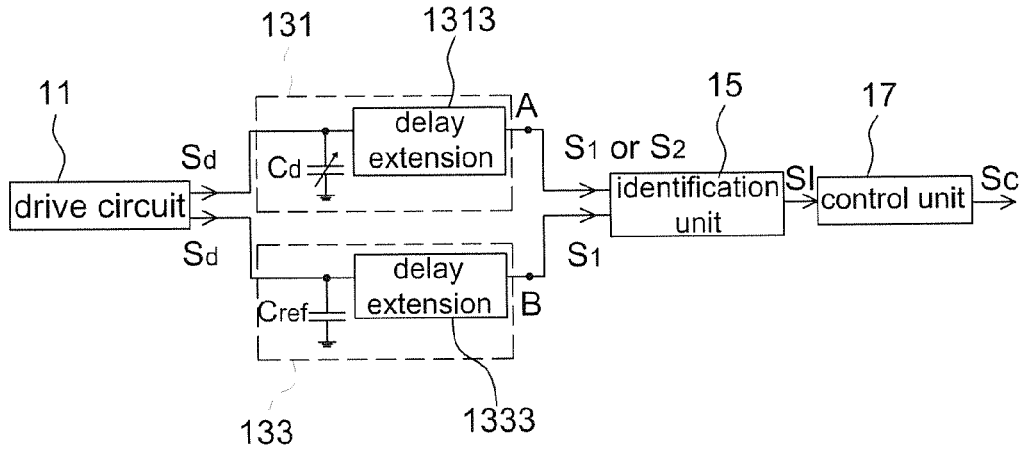 131
1313
11
A
15
17
delay
extension
Sd
Cd
S1 or S2
drive circuit
identification
unit
SI
control unit
Sc
Sd
S1
delay
extension
Cref
B
133
1333